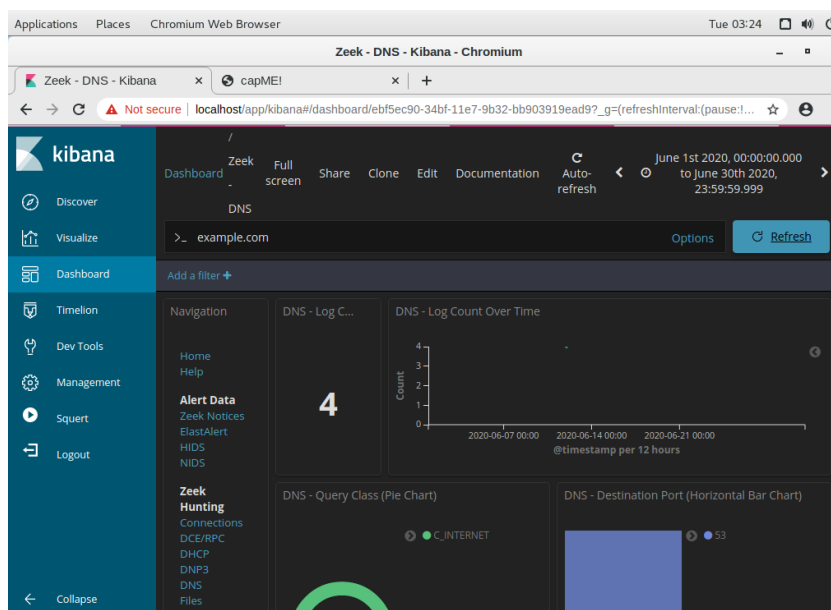 Applications Places Chromium Web Browser Tue 03:24
Zeek - DNS - Kibana - Chromium
Zeek - DNS - Kibana × capME! × +
Not secure localhost/app/kibana#/dashboard/ebf5ec90-34bf-11e7-9b32-bb903919ead9?_g=(refreshInterval:(pause:!...
kibana
Discover
Visualize
Dashboard
Timelion
Dev Tools
Management
Squert
Logout
Collapse
Dashboard / Zeek - DNS
Full screen Share Clone Edit Documentation Auto-refresh
June 1st 2020, 00:00:00.000
to June 30th 2020,
23:59:59.999
>_ example.com Options Refresh
Add a filter +
Navigation
Home
Help
Alert Data
Zeek Notices
ElastAlert
HIDS
NIDS
Zeek
Hunting
Connections
DCE/RPC
DHCP
DNP3
DNS
Files
DNS - Log C...
4
DNS - Log Count Over Time
Count
4
3
2
1
0
2020-06-07 00:00 2020-06-14 00:00 2020-06-21 00:00
@timestamp per 12 hours
DNS - Query Class (Pie Chart)
C_INTERNET
DNS - Destination Port (Horizontal Bar Chart)
53